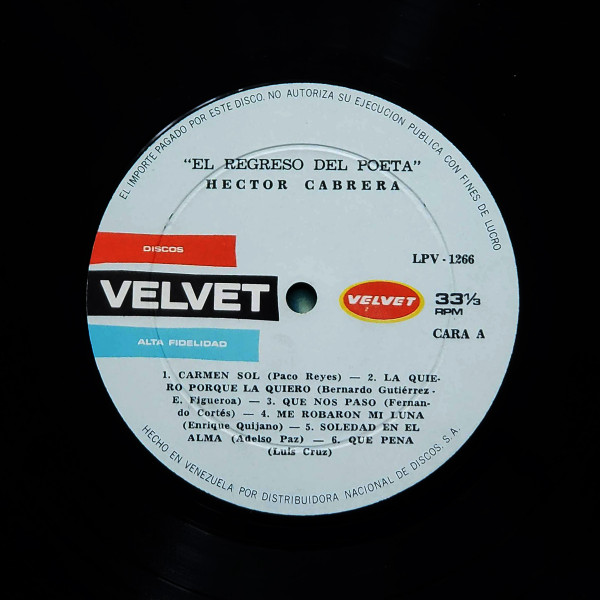 EL IMPORTE PAGADO POR ESTE DISCO. NO AUTORIZA SU EJECUCION PUBLICA CON FINES DE LUCRO
"EL REGRESO DEL POETA"
HECTOR CABRERA
DISCOS
LPV - 1266
VELVET
VELVET
33⅓
RPM
CARA A
ALTA FIDELIDAD
1. CARMEN SOL (Paco Reyes) — 2. LA QUIE-
RO PORQUE LA QUIERO (Bernardo Gutiérrez -
E. Figueroa) — 3. QUE NOS PASO (Fernan-
do Cortés) — 4. ME ROBARON MI LUNA
(Enrique Quijano) — 5. SOLEDAD EN EL
ALMA (Adelso Paz) — 6. QUE PENA
(Luis Cruz)
HECHO EN VENEZUELA POR DISTRIBUIDORA NACIONAL DE DISCOS, S.A.